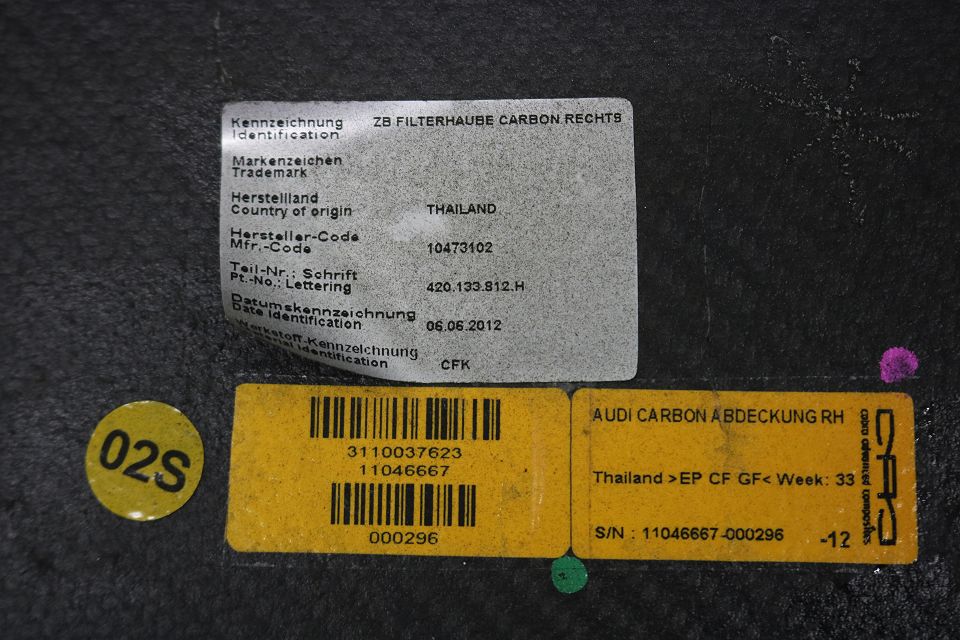 Kennzeichnung ZB FILTERHAUBE CARBON RECHTS
Identification
Markenzeichen
Trademark
Herstellland
Country of origin THAILAND
Hersteller-Code
Mfr.-Code 10473102
Teil-Nr.; Schrift
Pt.-No.; Lettering 420.133.812.H
Datumskennzeichnung
Date identification 06.06.2012
Werkstoff-Kennzeichnung
identification CFK
3110037623
11046667
000296
AUDI CARBON ABDECKUNG RH
Thailand >EP CF GF< Week: 33
S/N : 11046667-000296 -12
02S